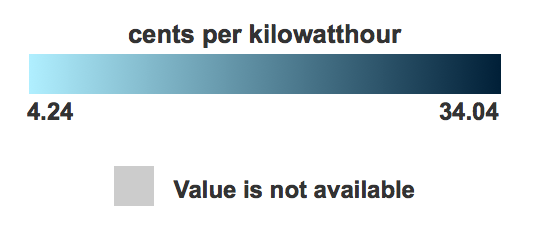 cents per kilowatthour
4.24 34.04
Value is not available